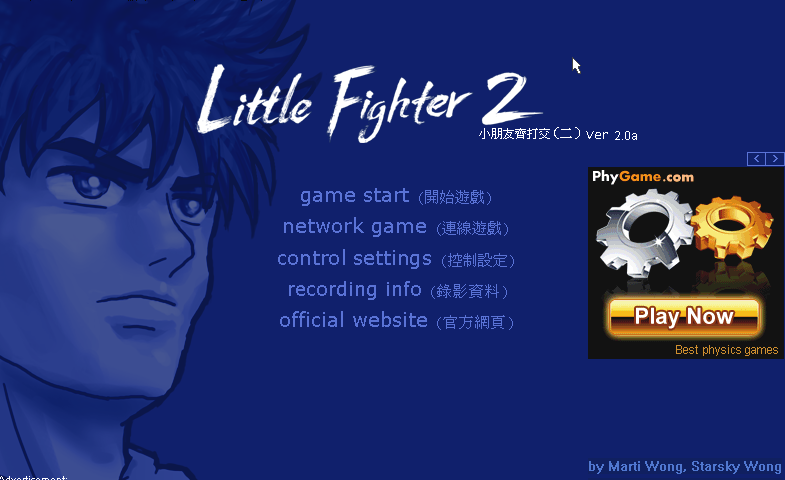 Little Fighter 2
小朋友齊打交(二) Ver 2.0a
PhyGame.com
game start (開始遊戲)
network game (連線遊戲)
control settings (控制設定)
recording info (錄影資料)
official website (官方網頁)
Play Now
Best physics games
by Marti Wong, Starsky Wong
Advertisement: